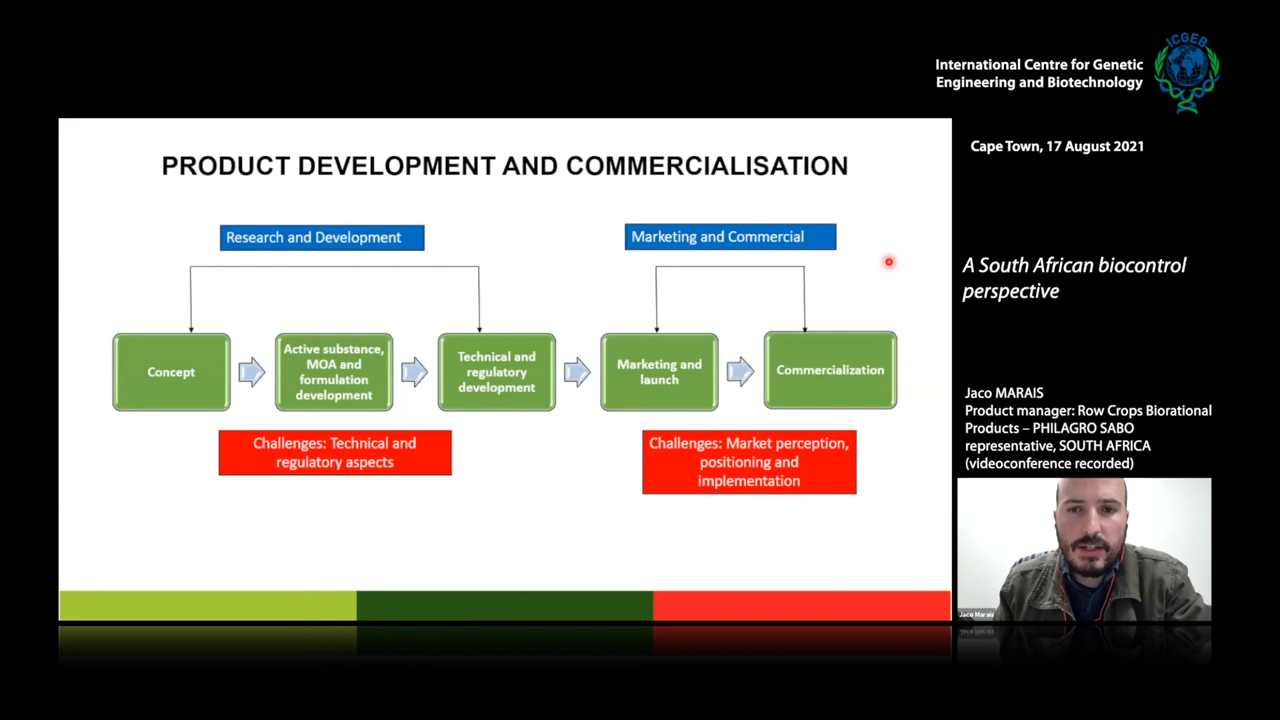 ICGEB
International Centre for Genetic
Engineering and Biotechnology
Cape Town, 17 August 2021
PRODUCT DEVELOPMENT AND COMMERCIALISATION
Research and Development
Marketing and Commercial
Concept
Active substance,
MOA and
formulation
development
Technical and
regulatory
development
Marketing and
launch
Commercialization
Challenges: Technical and
regulatory aspects
Challenges: Market perception,
positioning and
implementation
A South African biocontrol
perspective
Jaco MARAIS
Product manager: Row Crops Biorational
Products – PHILAGRO SABO
representative, SOUTH AFRICA
(videoconference recorded)
Jaco Marais